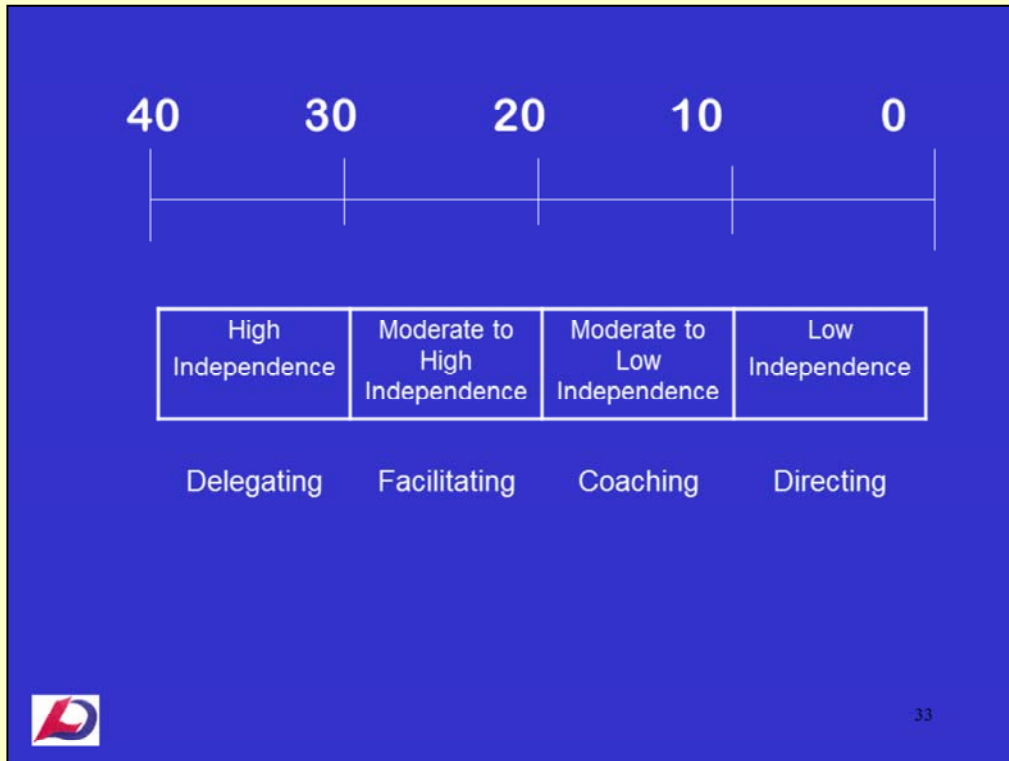 40 30 20 10 0
High Moderate to Moderate to Low
Independence High Low Independence
Independence Independence
Delegating Facilitating Coaching Directing
33